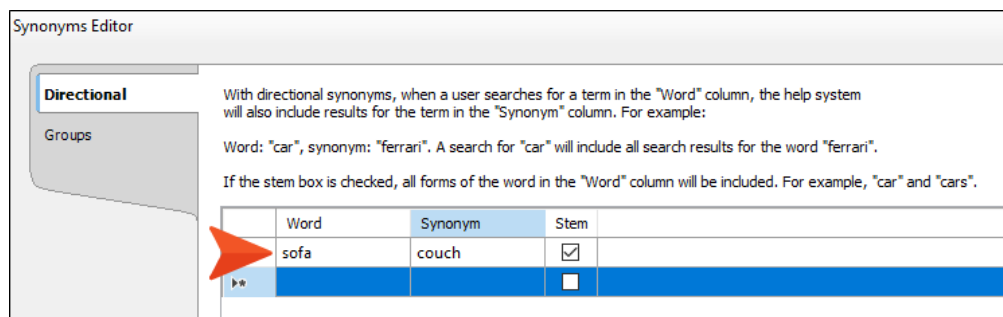 Synonyms Editor
Directional
Groups
With directional synonyms, when a user searches for a term in the "Word" column, the help system
will also include results for the term in the "Synonym" column. For example:
Word: "car", synonym: "ferrari". A search for "car" will include all search results for the word "ferrari".
If the stem box is checked, all forms of the word in the "Word" column will be included. For example, "car" and "cars".
Word Synonym Stem
sofa couch